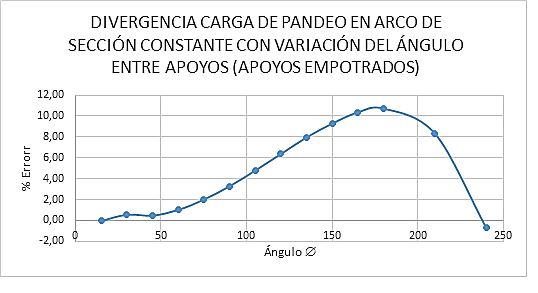 DIVERGENCIA CARGA DE PANDEO EN ARCO DE
SECCIÓN CONSTANTE CON VARIACIÓN DEL ÁNGULO
ENTRE APOYOS (APOYOS EMPOTRADOS)
12,00
10,00
8,00
6,00
4,00
2,00
0,00
-2,00
% Erorr
0
50
100
150
200
250
Ángulo ∅